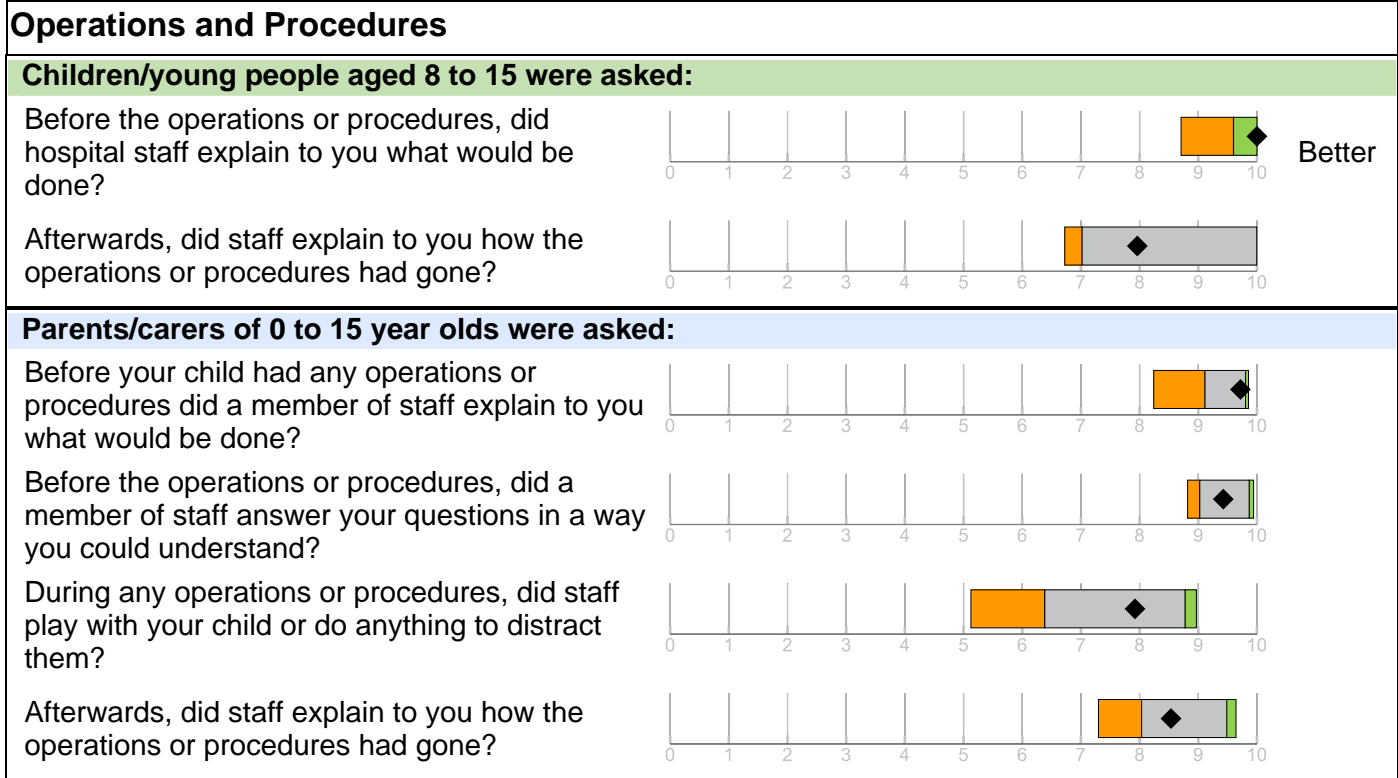 Operations and Procedures
Children/young people aged 8 to 15 were asked:
Before the operations or procedures, did
hospital staff explain to you what would be
done?
0 1 2 3 4 5 6 7 8 9 10
Better
Afterwards, did staff explain to you how the
operations or procedures had gone?
0 1 2 3 4 5 6 7 8 9 10
Parents/carers of 0 to 15 year olds were asked:
Before your child had any operations or
procedures did a member of staff explain to you
what would be done?
0 1 2 3 4 5 6 7 8 9 10
Before the operations or procedures, did a
member of staff answer your questions in a way
you could understand?
0 1 2 3 4 5 6 7 8 9 10
During any operations or procedures, did staff
play with your child or do anything to distract
them?
0 1 2 3 4 5 6 7 8 9 10
Afterwards, did staff explain to you how the
operations or procedures had gone?
0 1 2 3 4 5 6 7 8 9 10